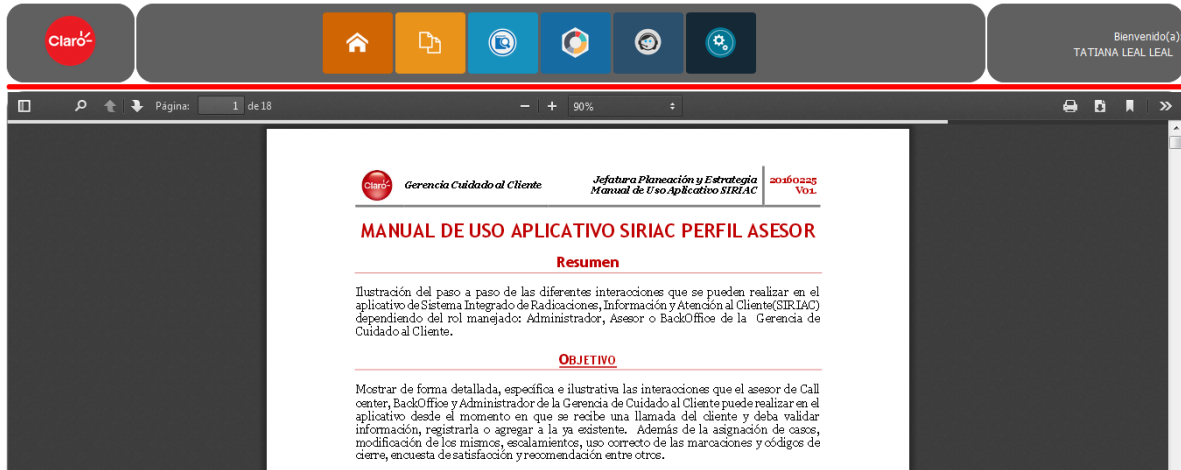 Claro
Bienvenido(a):
TATIANA LEAL LEAL
Página: 1 de 18
90%
Claro
Gerencia Cuidado al Cliente
Jefatura Planeación y Estrategia
Manual de Uso Aplicativo SIRIAC
20160225
V01.
MANUAL DE USO APLICATIVO SIRIAC PERFIL ASESOR
Resumen
Ilustración del paso a paso de las diferentes interacciones que se pueden realizar en el
aplicativo de Sistema Integrado de Radicaciones, Información y Atención al Cliente(SIRIAC)
dependiendo del rol manejado: Administrador, Asesor o BackOffice de la Gerencia de
Cuidado al Cliente.
OBJETIVO
Mostrar de forma detallada, específica e ilustrativa las interacciones que el asesor de Call
center, BackOffice y Administrador de la Gerencia de Cuidado al Cliente puede realizar en el
aplicativo desde el momento en que se recibe una llamada del cliente y deba validar
información, registrarla o agregar a la ya existente. Además de la asignación de casos,
modificación de los mismos, escalamientos, uso correcto de las marcaciones y códigos de
cierre, encuesta de satisfacción y recomendación entre otros.